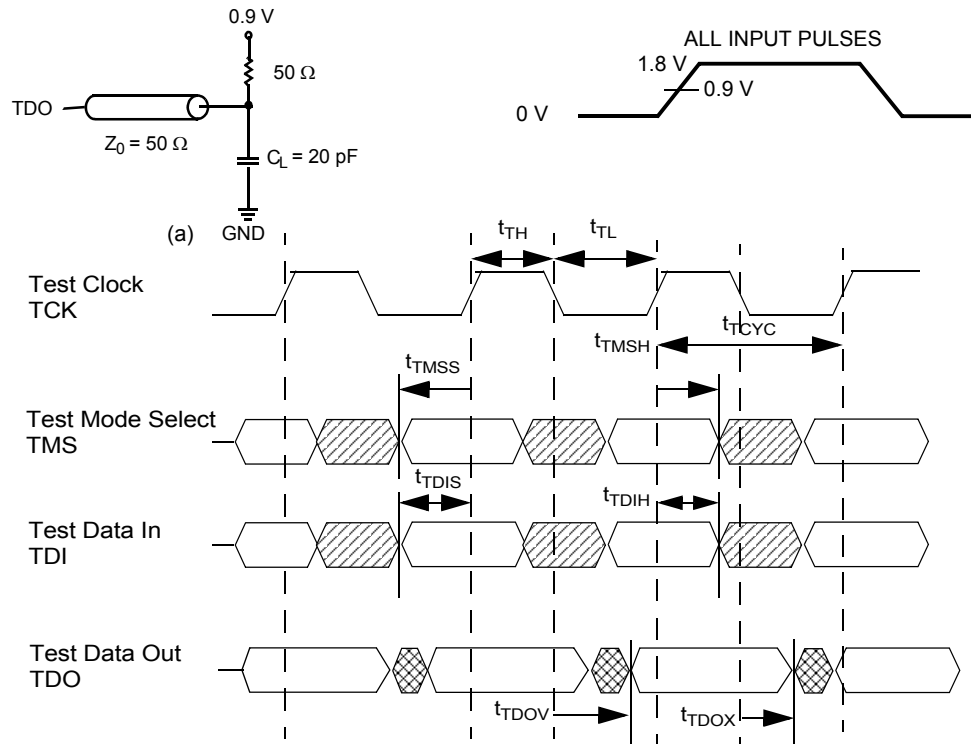 0.9 V
50 Ω
TDO
Z0 = 50 Ω
CL = 20 pF
(a)
GND
ALL INPUT PULSES
1.8 V
0.9 V
0 V
tTH
tTL
Test Clock
TCK
tTCYC
tTMSH
tTMSS
Test Mode Select
TMS
tTDIS
tTDIH
Test Data In
TDI
Test Data Out
TDO
tTDOV
tTDOX